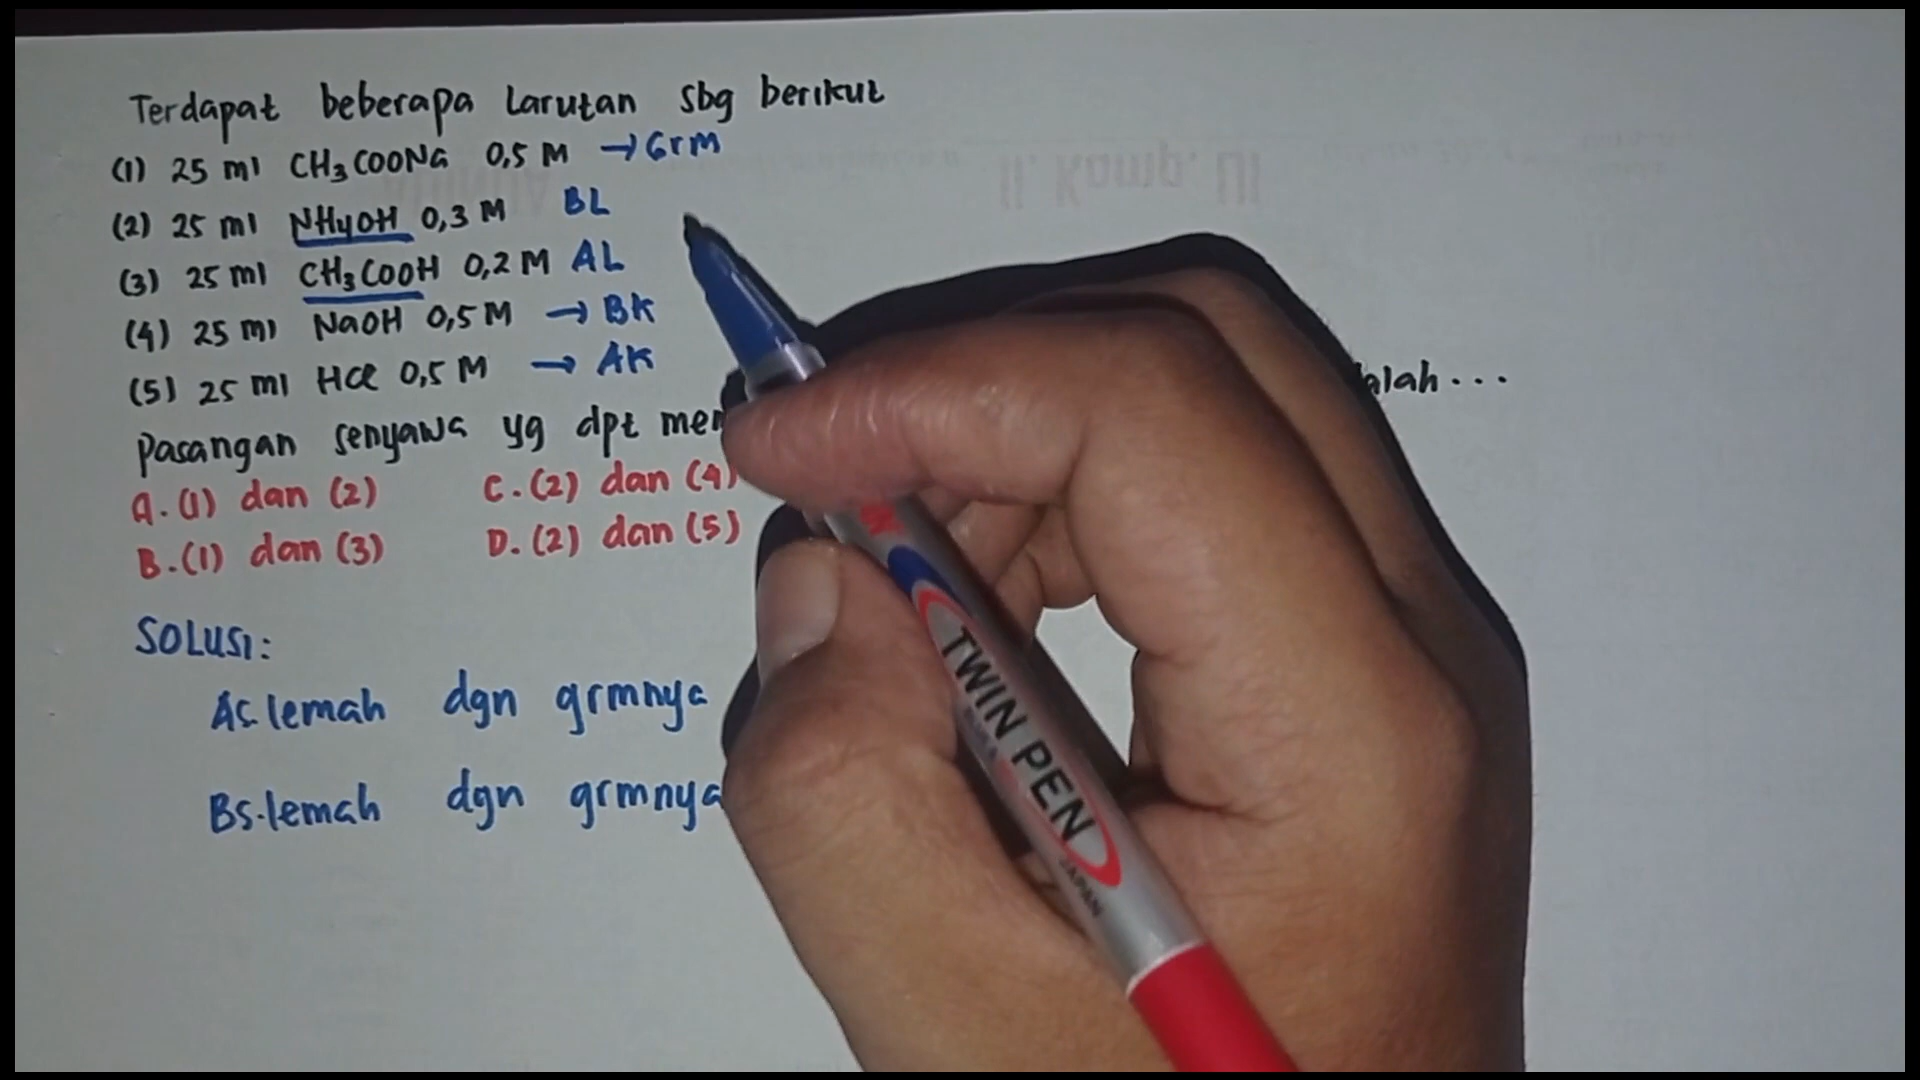 Terdapat beberapa Larutan sbg berikut
(1) 25 ml CH3COONa 0,5 M → Grm
(2) 25 ml NH4OH 0,3 M BL
(3) 25 ml CH3COOH 0,2 M AL
(4) 25 ml NaOH 0,5 M → BK
(5) 25 ml HCl 0,5 M → AK
Pasangan senyawa yg dpt alah...
A. (1) dan (2) C. (2) dan (4)
B. (1) dan (3) D. (2) dan (5)
SOLUSI:
As.lemah dgn grmnya
Bs.lemah dgn grmnya
TWIN PEN
JAPAN